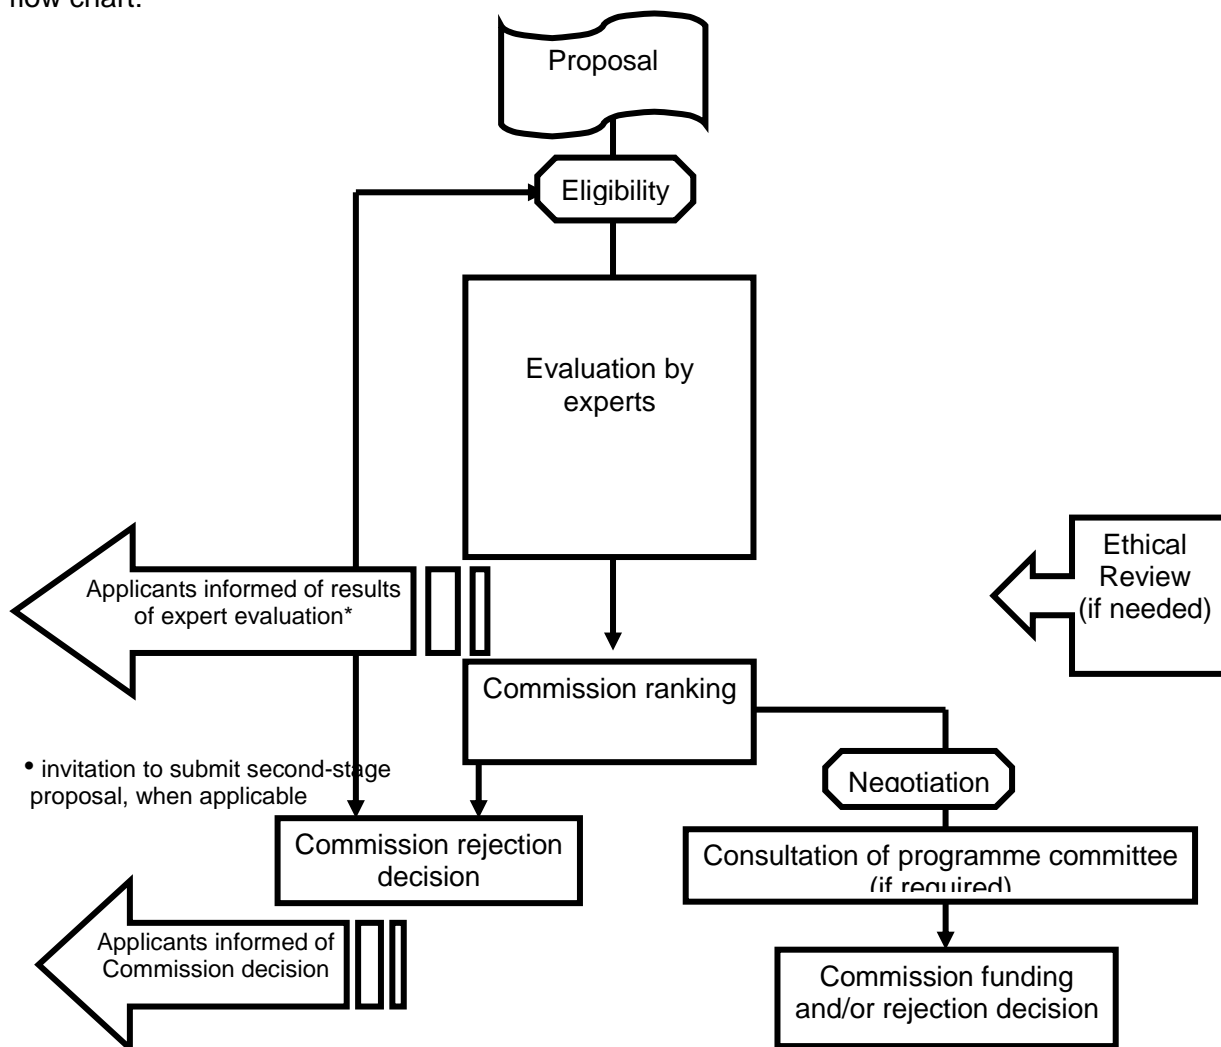 flow chart.
Proposal
Eligibility
Evaluation by
experts
Ethical
Review
(if needed)
Applicants informed of results
of expert evaluation*
Commission ranking
• invitation to submit second-stage
proposal, when applicable
Negotiation
Commission rejection
decision
Consultation of programme committee
(if required)
Applicants informed of
Commission decision
Commission funding
and/or rejection decision